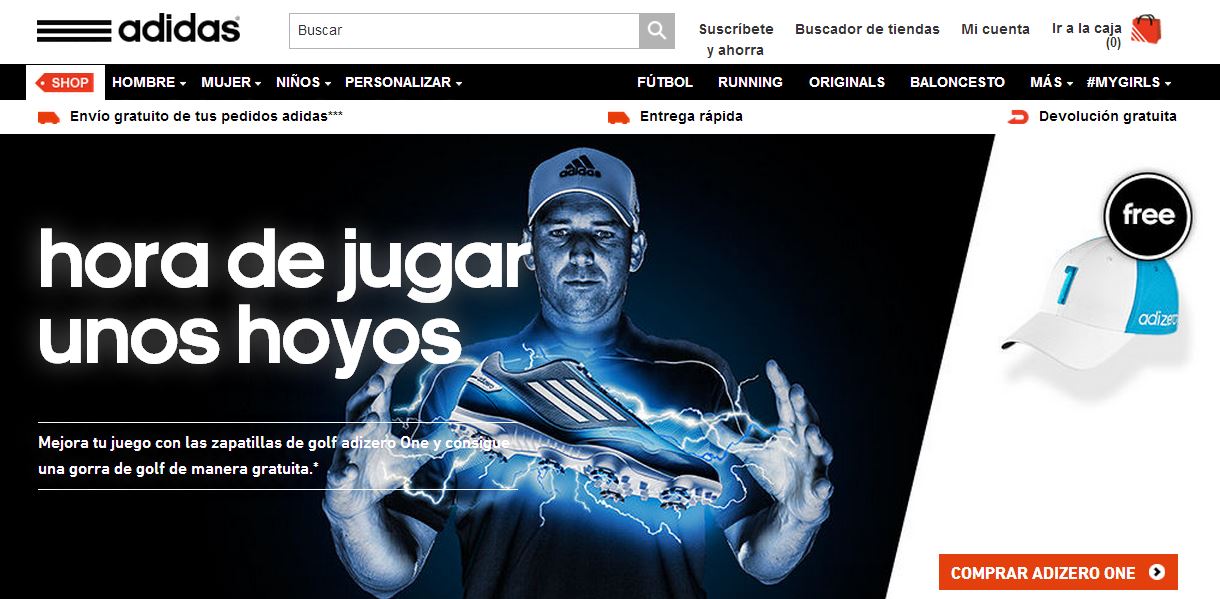 adidas
Buscar
Suscríbete
y ahorra
Buscador de tiendas
Mi cuenta
Ir a la caja
(0)
SHOP
HOMBRE
MUJER
NIÑOS
PERSONALIZAR
FÚTBOL
RUNNING
ORIGINALS
BALONCESTO
MÁS
#MYGIRLS
Envío gratuito de tus pedidos adidas***
Entrega rápida
Devolución gratuita
adidas
hora de jugar
unos hoyos
Mejora tu juego con las zapatillas de golf adizero One y consigue
una gorra de golf de manera gratuita.*
adizero
free
1
adizero
COMPRAR ADIZERO ONE